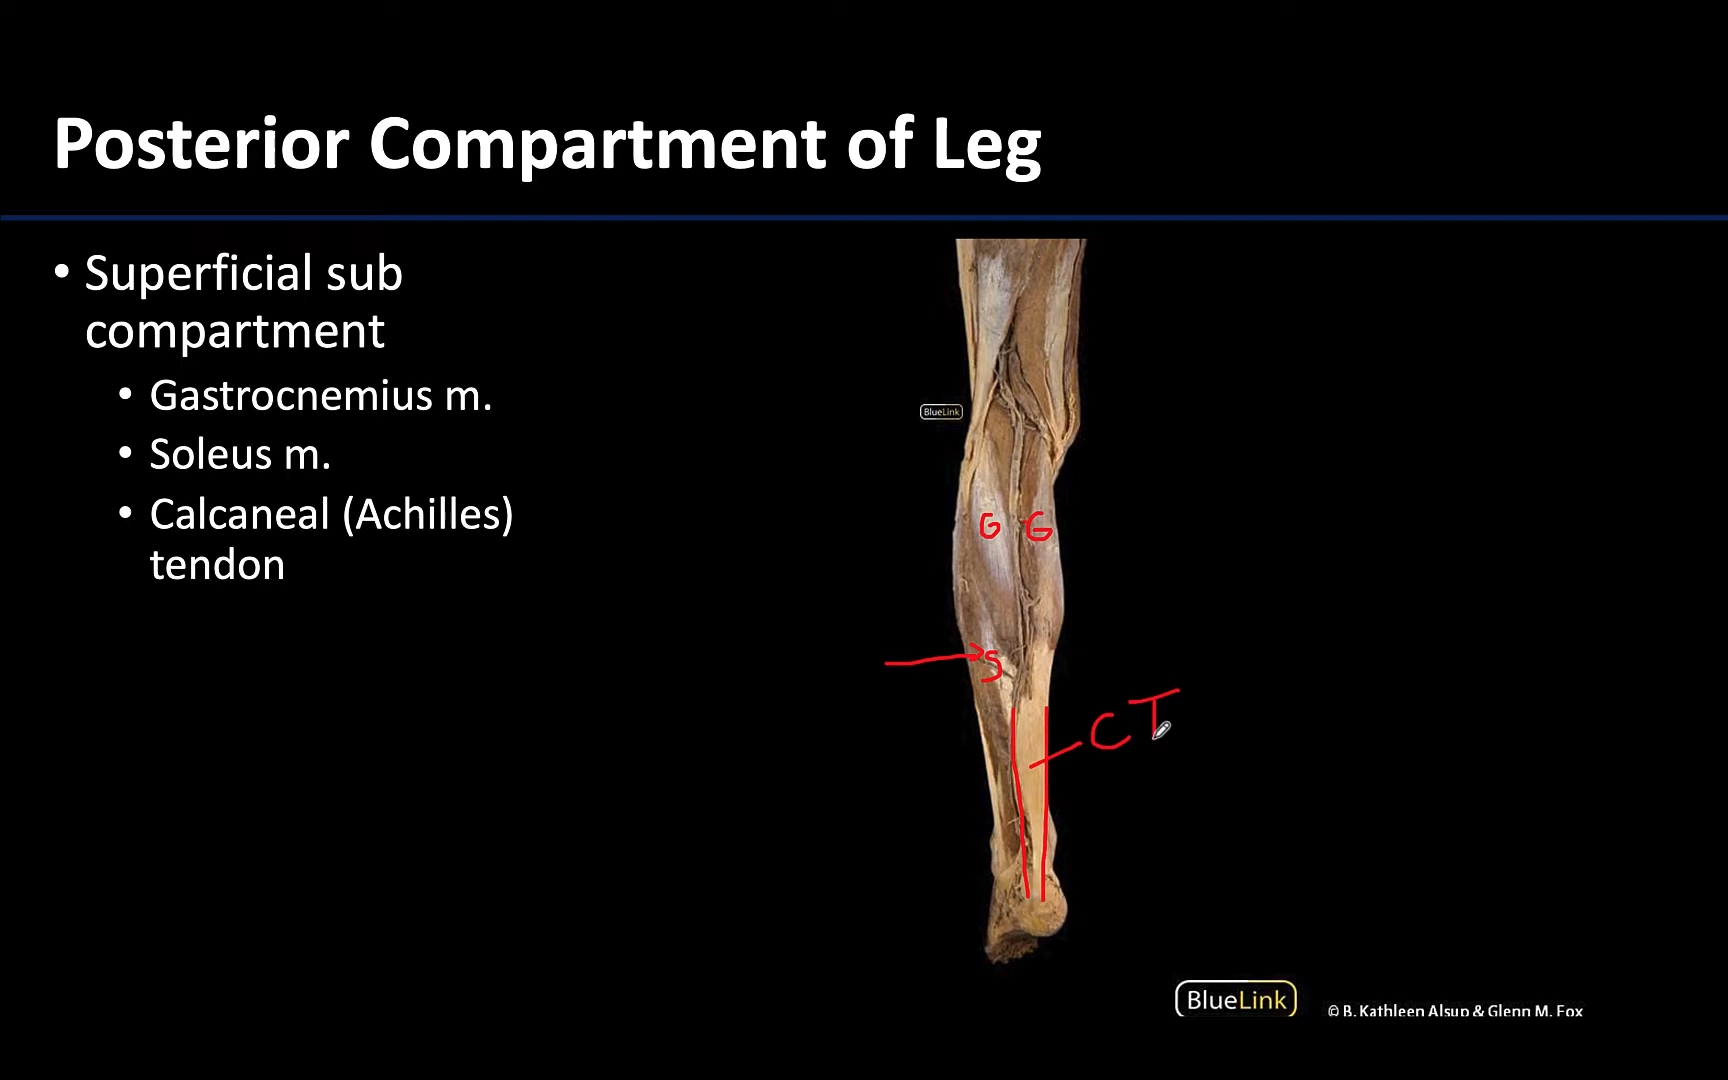 Posterior Compartment of Leg
• Superficial sub
compartment
• Gastrocnemius m.
• Soleus m.
• Calcaneal (Achilles)
tendon
BlueLink
G G
S
CT
BlueLink
© B. Kathleen Alsup & Glenn M. Fox